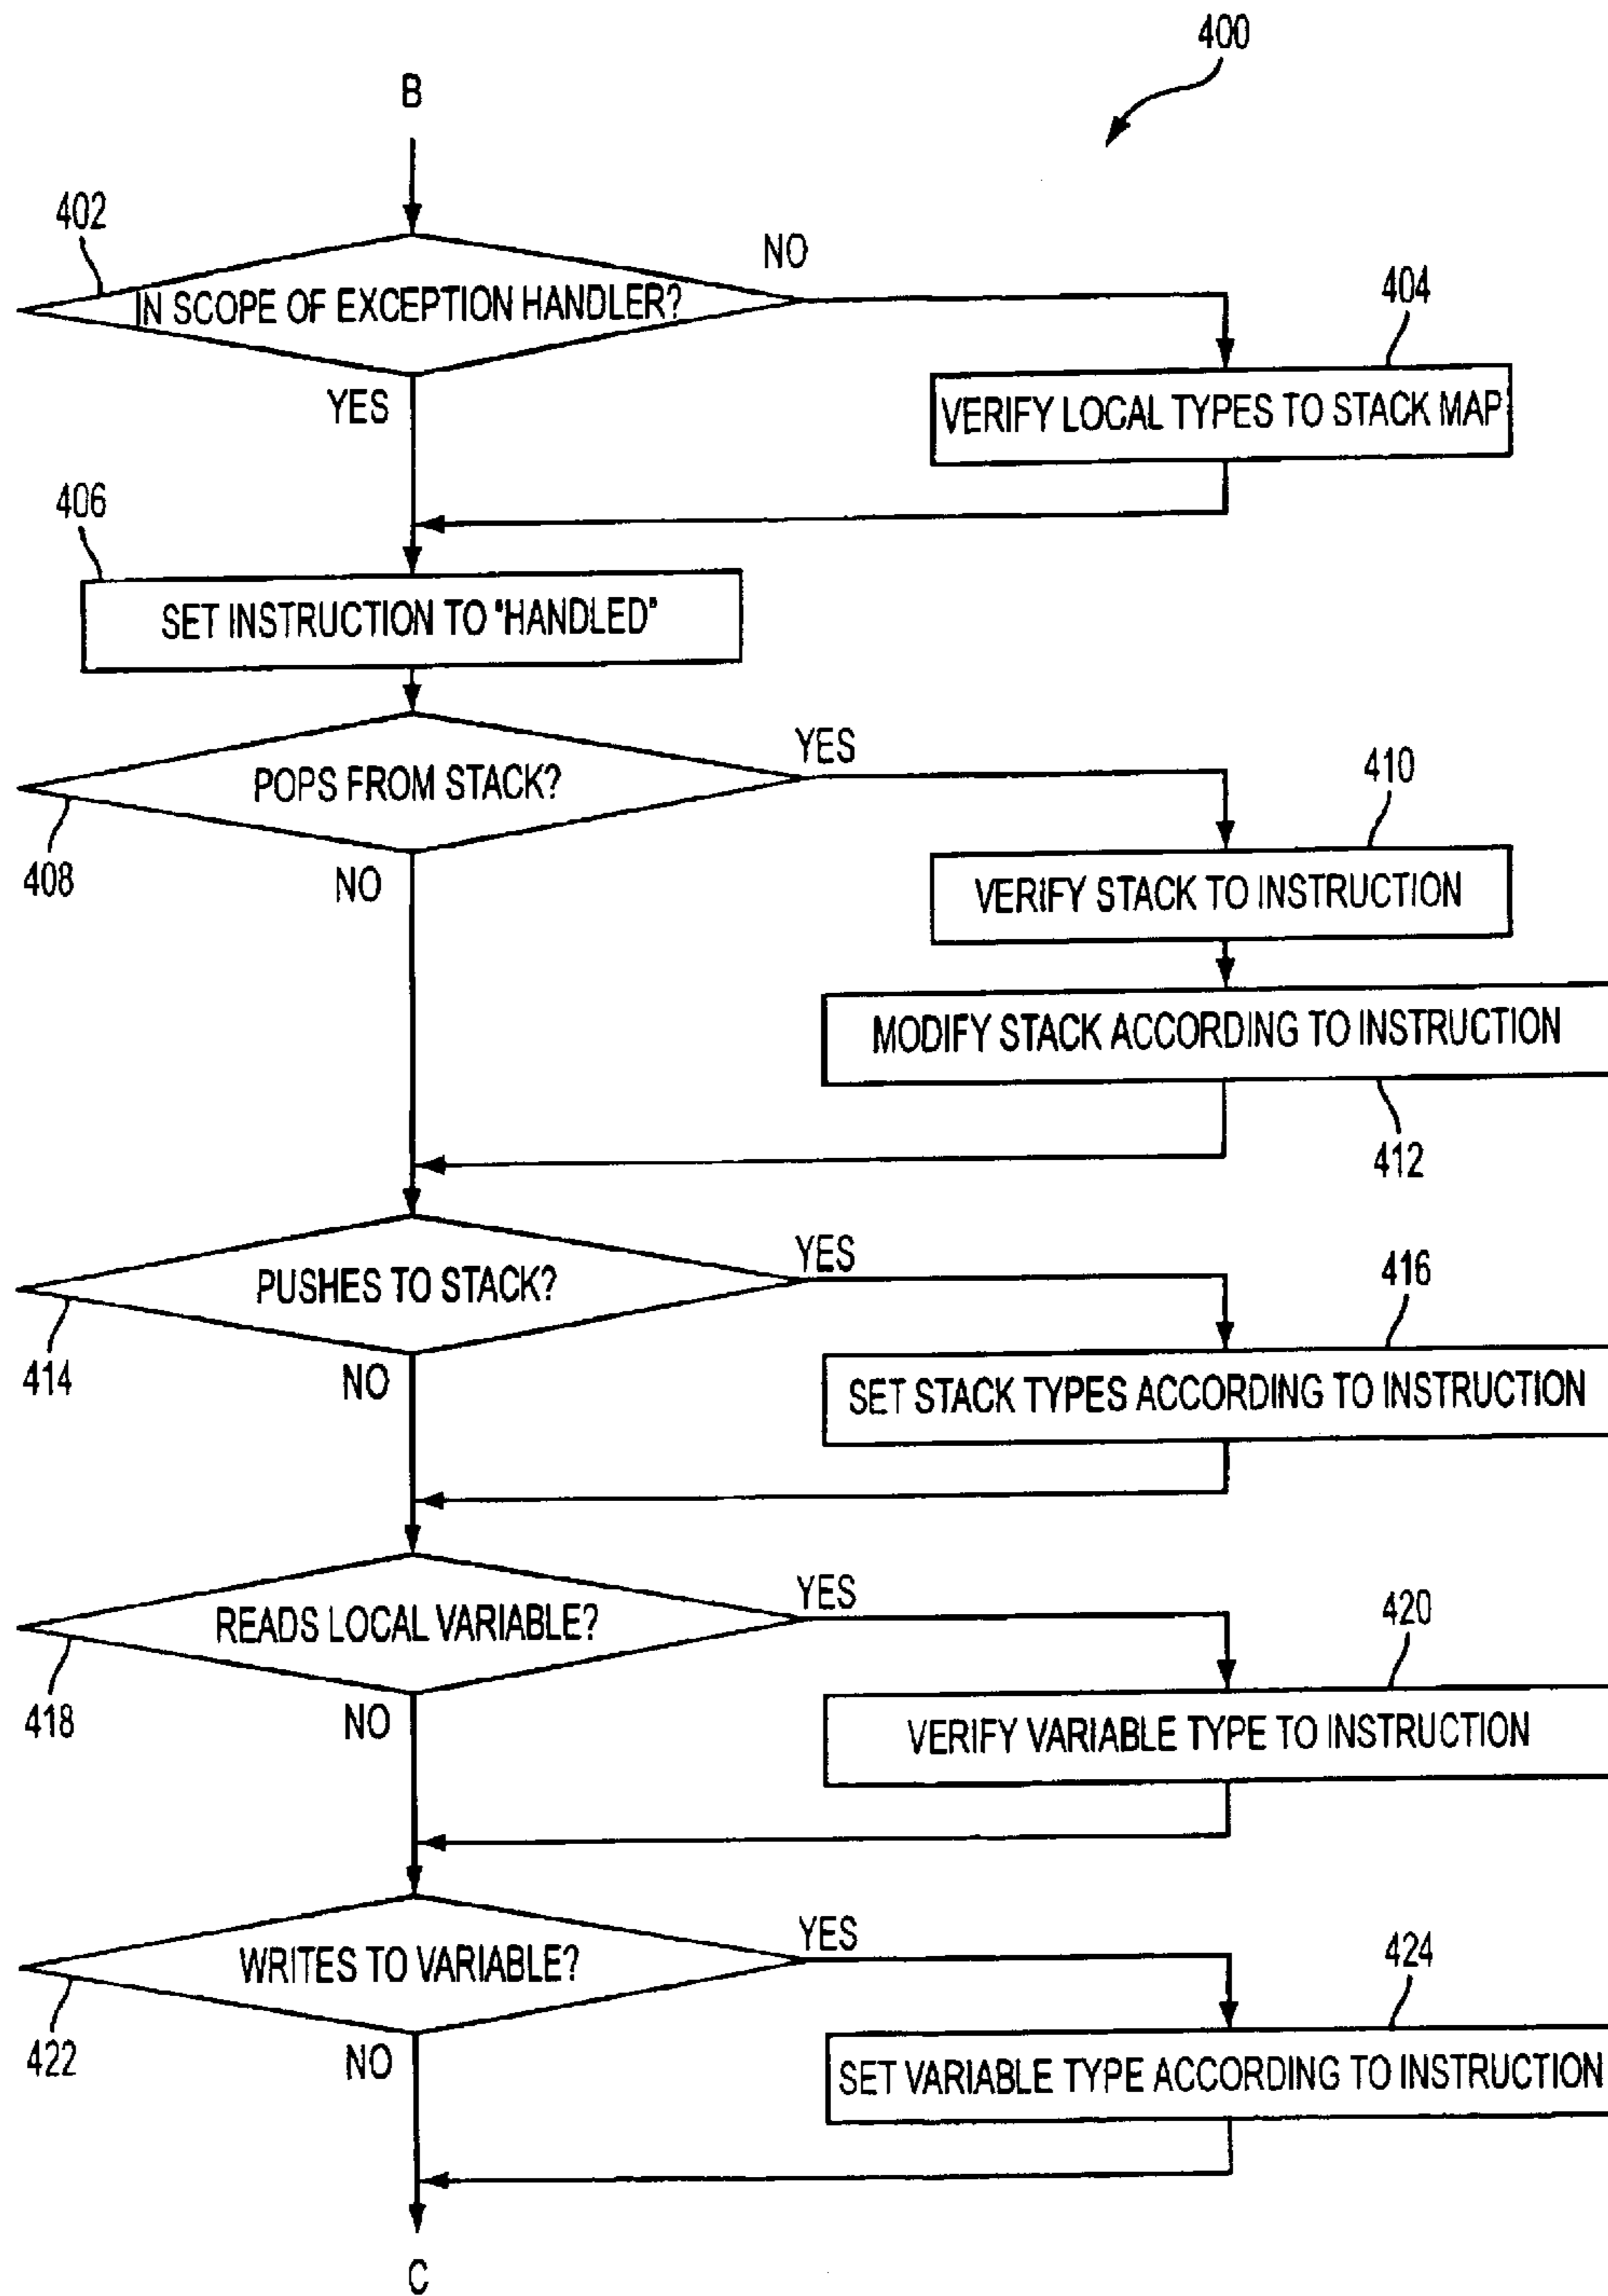 400
B
402
NO
IN SCOPE OF EXCEPTION HANDLER?
404
YES
VERIFY LOCAL TYPES TO STACK MAP
406
SET INSTRUCTION TO "HANDLED"
YES
POPS FROM STACK?
410
408
NO
VERIFY STACK TO INSTRUCTION
MODIFY STACK ACCORDING TO INSTRUCTION
412
YES
PUSHES TO STACK?
416
414
NO
SET STACK TYPES ACCORDING TO INSTRUCTION
YES
READS LOCAL VARIABLE?
420
418
NO
VERIFY VARIABLE TYPE TO INSTRUCTION
YES
WRITES TO VARIABLE?
424
422
NO
SET VARIABLE TYPE ACCORDING TO INSTRUCTION
C